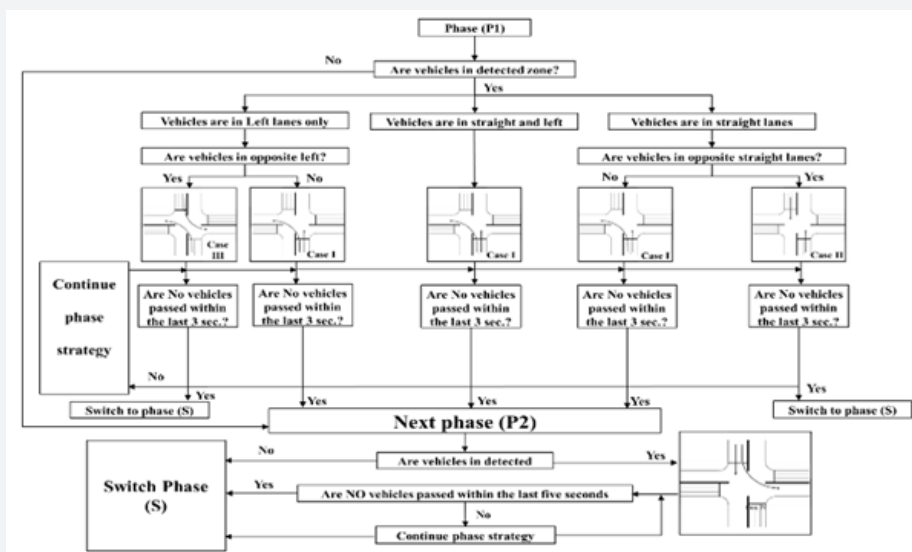 Phase (P1)
No
Are vehicles in detected zone?
Yes
Vehicles are in Left lanes only
Vehicles are in straight and left
Vehicles are in straight lanes
Are vehicles in opposite left?
Are vehicles in opposite straight lanes?
Yes
No
No
Yes
Case
III
Case I
Case I
Case I
Case II
Continue
phase
strategy
Are No vehicles
passed within
the last 3 sec.?
Are No vehicles
passed within
the last 3 sec.?
Are No vehicles
passed within
the last 3 sec.?
Are No vehicles
passed within
the last 3 sec.?
Are No vehicles
passed within
the last 3 sec.?
No
Yes
Yes
Yes
Yes
Yes
Switch to phase (S)
Switch to phase (S)
Next phase (P2)
No
Are vehicles in detected
Yes
Switch Phase
(S)
Yes
Are NO vehicles passed within the last five seconds
No
Continue phase strategy